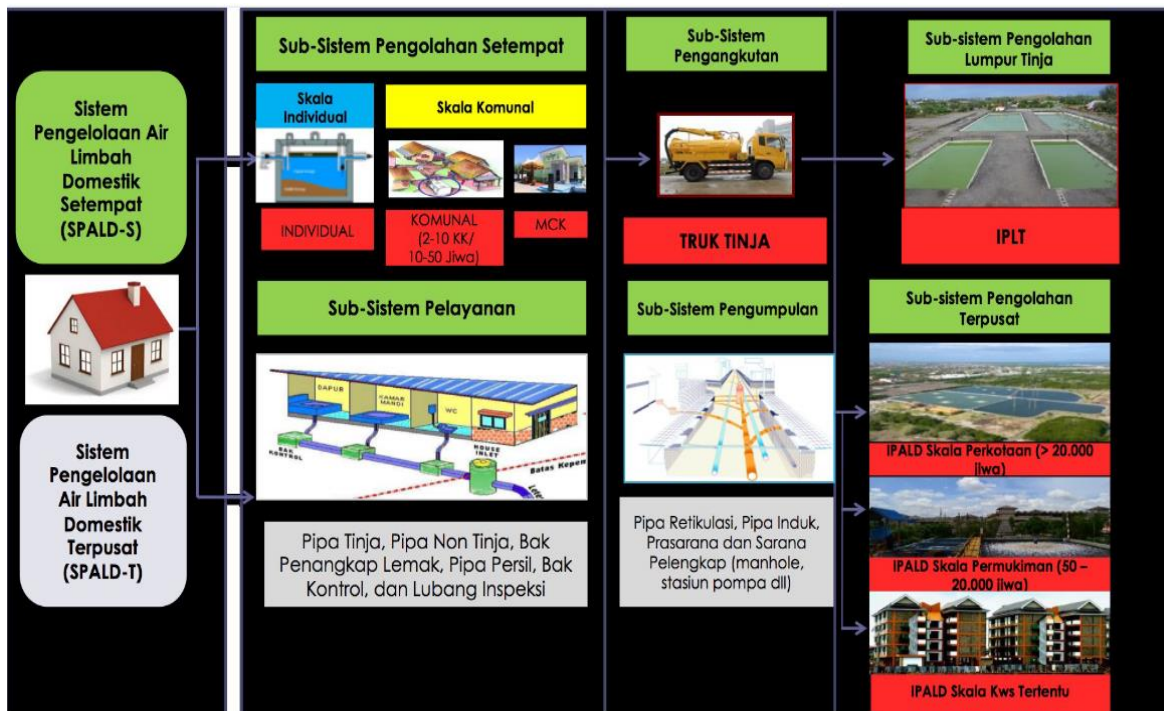 Sistem
Pengelolaan Air
Limbah
Domestik
Setempat
(SPALD-S)
Sistem
Pengelolaan
Air Limbah
Domestik
Terpusat
(SPALD-T)
Sub-Sistem Pengolahan Setempat
Skala
Individual
Skala Komunal
INDIVIDUAL
KOMUNAL
(2-10 KK/
10-50 Jiwa)
MCK
Sub-Sistem
Pengangkutan
TRUK TINJA
Sub-sistem Pengolahan
Lumpur Tinja
IPLT
Sub-Sistem Pelayanan
DAPUR
KAMAR
MANDI
WC
BAK
KONTROL
HOUSE
INLET
Batas Kepen
Pipa Tinja, Pipa Non Tinja, Bak
Penangkap Lemak, Pipa Persil, Bak
Kontrol, dan Lubang Inspeksi
Sub-Sistem Pengumpulan
Pipa Retikulasi, Pipa Induk,
Prasarana dan Sarana
Pelengkap (manhole,
stasiun pompa dll)
Sub-sistem Pengolahan
Terpusat
IPALD Skala Perkotaan (> 20.000
jiwa)
IPALD Skala Permukiman (50 –
20.000 jiwa)
IPALD Skala Kws Tertentu